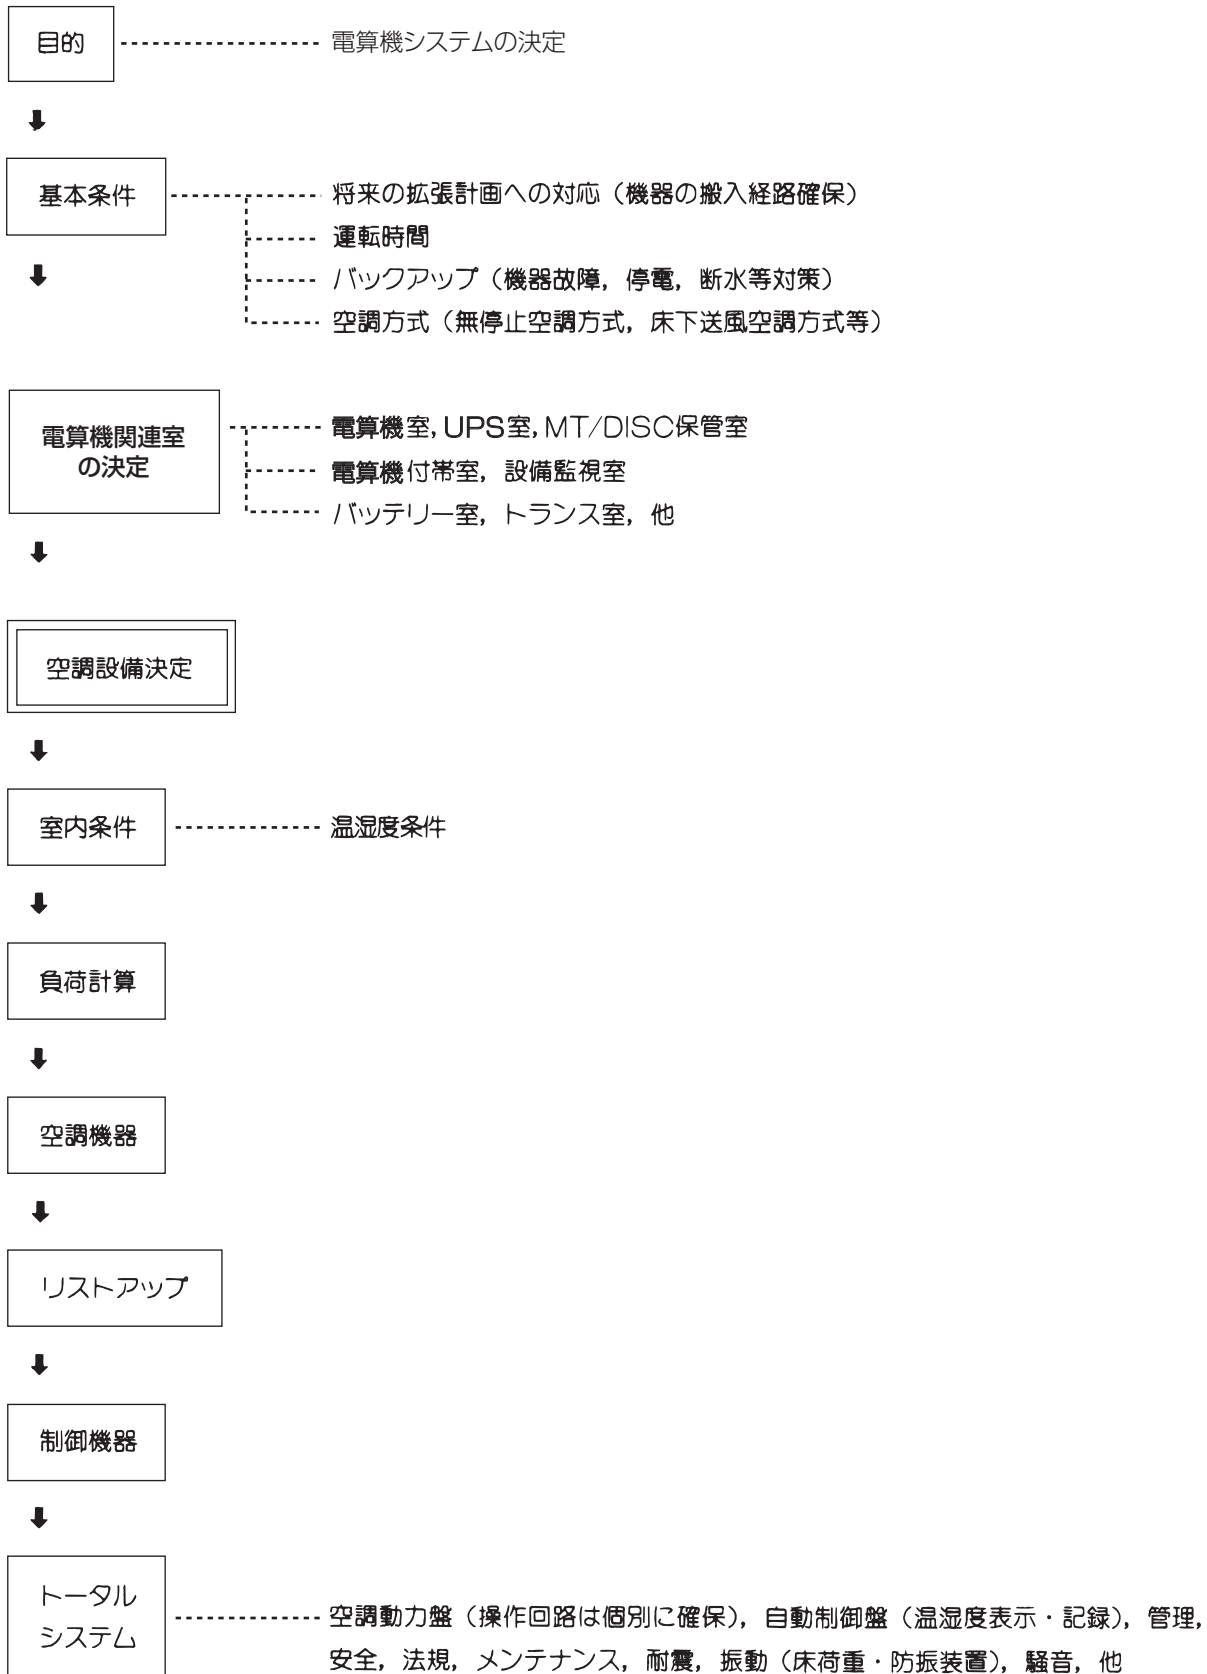 目的
電算機システムの決定
基本条件
将来の拡張計画への対応（機器の搬入経路確保）
運転時間
バックアップ（機器故障，停電，断水等対策）
空調方式（無停止空調方式，床下送風空調方式等）
電算機関連室
の決定
電算機室，UPS室，MT/DISC保管室
電算機付帯室，設備監視室
バッテリー室，トランス室，他
空調設備決定
室内条件
温湿度条件
負荷計算
空調機器
リストアップ
制御機器
トータル
システム
空調動力盤（操作回路は個別に確保），自動制御盤（温湿度表示・記録），管理，
安全，法規，メンテナンス，耐震，振動（床荷重・防振装置），騒音，他